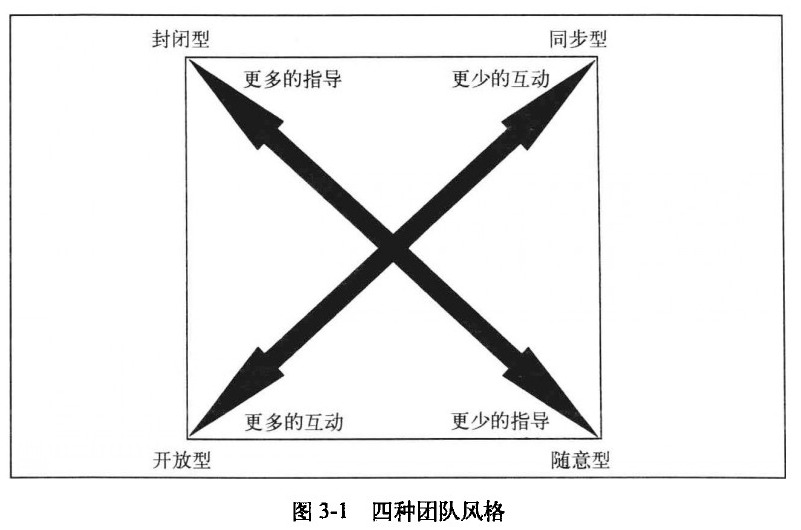 封闭型 同步型
更多的指导 更少的互动
更多的互动 更少的指导
开放型 随意型
图 3-1 四种团队风格